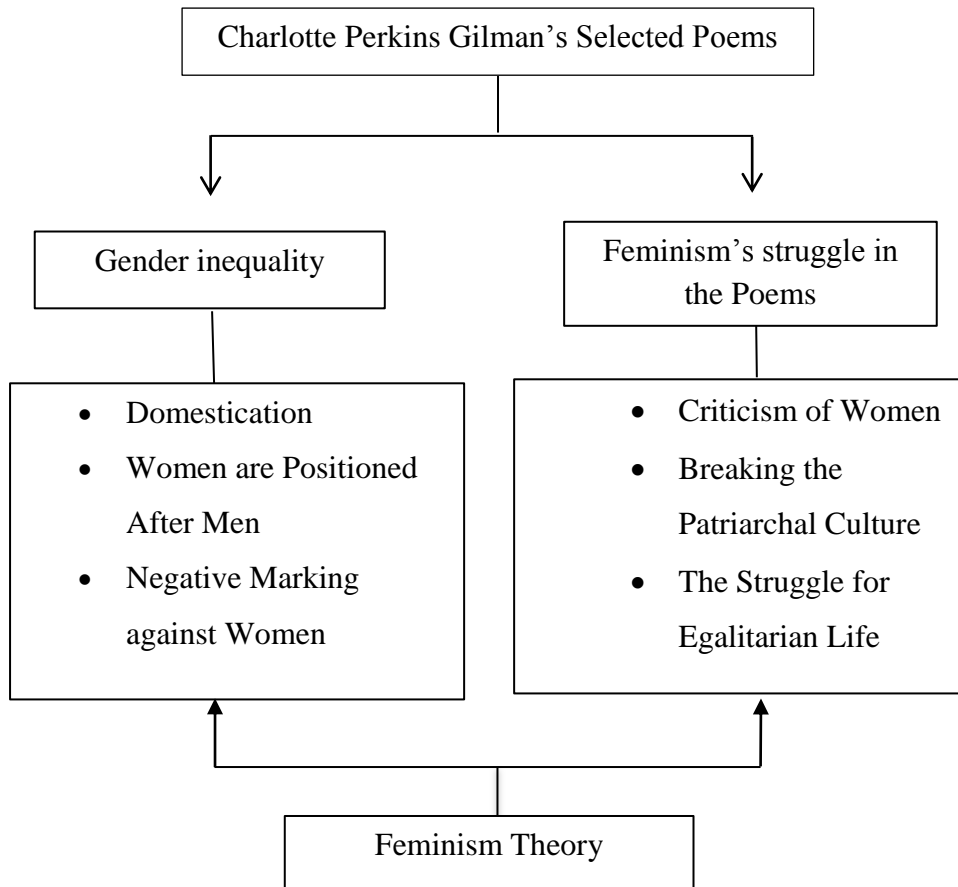 Charlotte Perkins Gilman’s Selected Poems
Gender inequality
Feminism’s struggle in
the Poems
• Domestication
• Women are Positioned
After Men
• Negative Marking
against Women
• Criticism of Women
• Breaking the
Patriarchal Culture
• The Struggle for
Egalitarian Life
Feminism Theory